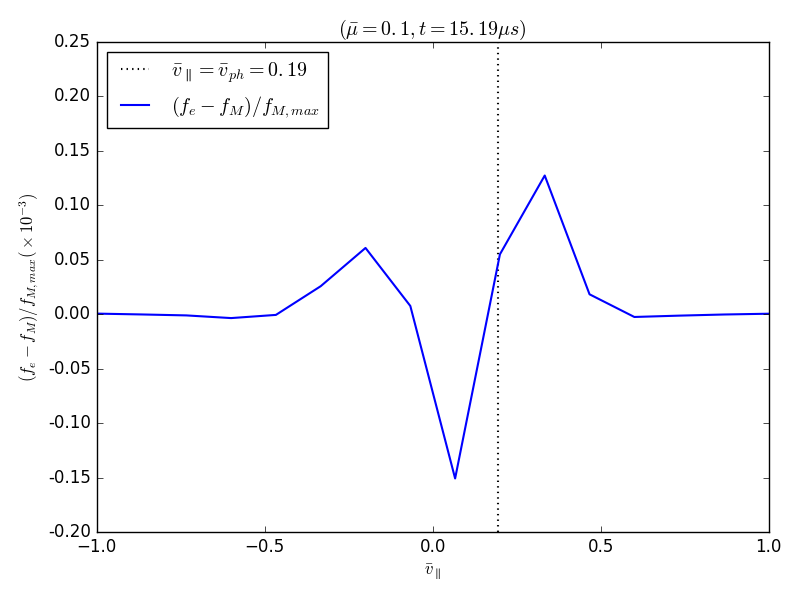 (μ̄ = 0.1, t = 15.19μs)
0.25
v̄∥ = v̄ph = 0.19
(fe − fM)/fM,max
0.20
0.15
0.10
0.05
0.00
-0.05
-0.10
-0.15
-0.20
(fe − fM)/fM,max(×10⁻³)
−1.0 −0.5 0.0 0.5 1.0
v̄∥